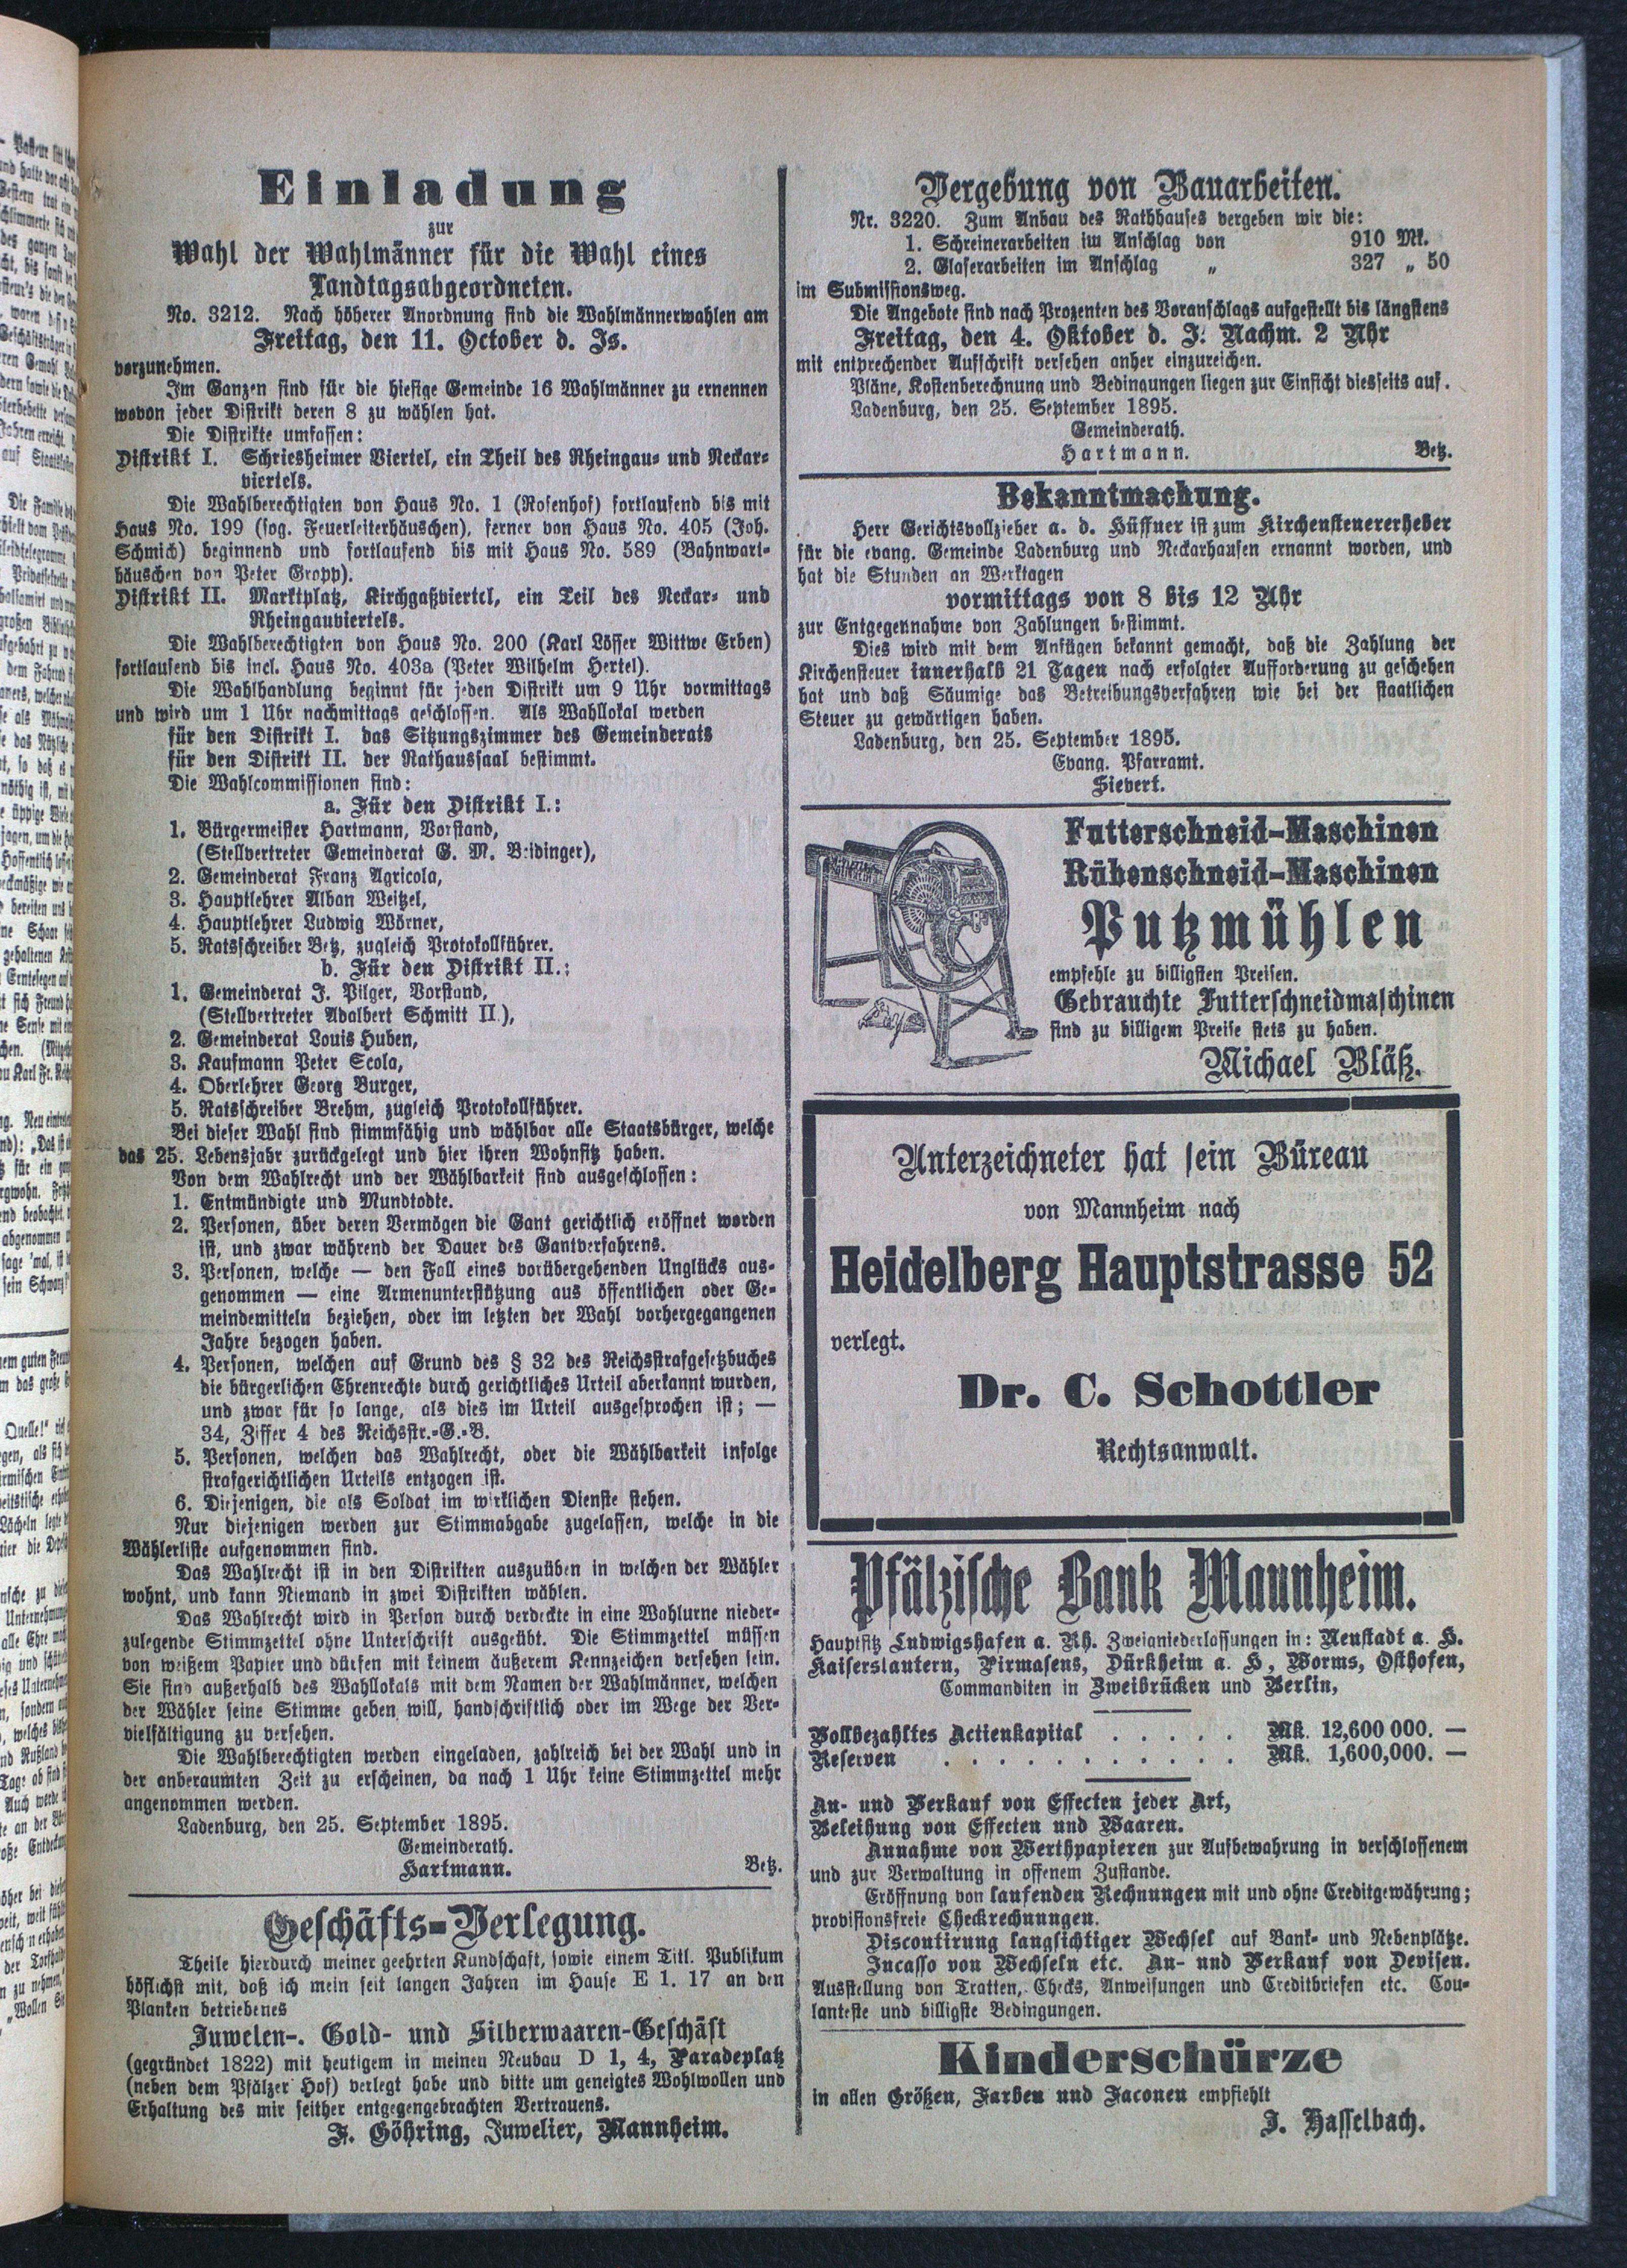 Einladung
zur
Wahl der Wahlmänner für die Wahl eines
Landtagsabgeordneten.
No. 3212. Nach höherer Anordnung sind die Wahlmännerwahlen am
Freitag, den 11. October d. Js.
vorzunehmen.
Im Ganzen sind für die hiesige Gemeinde 16 Wahlmänner zu ernennen
wovon jeder Distrikt deren 8 zu wählen hat.
Die Distrikte umfassen:
Distrikt I. Schriesheimer Viertel, ein Theil des Rheingau- und Neckar-
viertels.
Die Wahlberechtigten von Haus No. 1 (Rosenhof) fortlaufend bis mit
Haus No. 199 (sog. Feuerleiterhäuschen), ferner von Haus No. 405 (Joh.
Schmich) beginnend und fortlaufend bis mit Haus No. 589 (Bahnwart-
häuschen von Peter Gropp).
Distrikt II. Marktplatz, Kirchgaßviertel, ein Teil des Neckar- und
Rheingauviertels.
Die Wahlberechtigten von Haus No. 200 (Karl Lösser Wittwe Erben)
fortlaufend bis incl. Haus No. 403a (Peter Wilhelm Hertel).
Die Wahlhandlung beginnt für jeden Distrikt um 9 Uhr vormittags
und wird um 1 Uhr nachmittags geschlossen. Als Wahllokal werden
für den Distrikt I. das Sitzungszimmer des Gemeinderats
für den Distrikt II. der Rathaussaal bestimmt.
Die Wahlcommissionen sind:
a. Für den Distrikt I.:
1. Bürgermeister Hartmann, Vorstand,
(Stellvertreter Gemeinderat G. M. Beidinger),
2. Gemeinderat Franz Agricola,
3. Hauptlehrer Alban Weitzel,
4. Hauptlehrer Ludwig Wörner,
5. Ratsschreiber Betz, zugleich Protokollführer.
b. Für den Distrikt II.:
1. Gemeinderat J. Pilger, Vorstand,
(Stellvertreter Adalbert Schmitt II.),
2. Gemeinderat Louis Huben,
3. Kaufmann Peter Scola,
4. Oberlehrer Georg Burger,
5. Ratsschreiber Brehm, zugleich Protokollführer.
Bei dieser Wahl sind stimmfähig und wählbar alle Staatsbürger, welche
das 25. Lebensjahr zurückgelegt und hier ihren Wohnsitz haben.
Von dem Wahlrecht und der Wählbarkeit sind ausgeschlossen:
1. Entmündigte und Mundtodte.
2. Personen, über deren Vermögen die Gant gerichtlich eröffnet worden
ist, und zwar während der Dauer des Gantverfahrens.
3. Personen, welche — den Fall eines vorübergehenden Unglücks aus-
genommen — eine Armenunterstützung aus öffentlichen oder Ge-
meindemitteln beziehen, oder im letzten der Wahl vorhergegangenen
Jahre bezogen haben.
4. Personen, welchen auf Grund des § 32 des Reichsstrafgesetzbuches
die bürgerlichen Ehrenrechte durch gerichtliches Urteil aberkannt wurden,
und zwar für so lange, als dies im Urteil ausgesprochen ist; —
34, Ziffer 4 des Reichsstr.-G.-B.
5. Personen, welchen das Wahlrecht, oder die Wählbarkeit infolge
strafgerichtlichen Urteils entzogen ist.
6. Diejenigen, die als Soldat im wirklichen Dienste stehen.
Nur diejenigen werden zur Stimmabgabe zugelassen, welche in die
Wählerliste aufgenommen sind.
Das Wahlrecht ist in den Distrikten auszuüben in welchen der Wähler
wohnt, und kann Niemand in zwei Distrikten wählen.
Das Wahlrecht wird in Person durch verdeckte in eine Wahlurne nieder-
zulegende Stimmzettel ohne Unterschrift ausgeübt. Die Stimmzettel müssen
von weißem Papier und dürfen mit keinem äußerem Kennzeichen versehen sein.
Sie sind außerhalb des Wahllokals mit dem Namen der Wahlmänner, welchen
der Wähler seine Stimme geben will, handschriftlich oder im Wege der Ver-
vielfältigung zu versehen.
Die Wahlberechtigten werden eingeladen, zahlreich bei der Wahl und in
der anberaumten Zeit zu erscheinen, da nach 1 Uhr keine Stimmzettel mehr
angenommen werden.
Ladenburg, den 25. September 1895.
Gemeinderath.
Hartmann. Betz.
Geschäfts-Verlegung.
Theile hierdurch meiner geehrten Kundschaft, sowie einem Titl. Publikum
höflichst mit, daß ich mein seit langen Jahren im Hause E 1. 17 an den
Planken betriebenes
Juwelen-. Gold- und Silberwaaren-Geschäft
(gegründet 1822) mit heutigem in meinen Neubau D 1, 4, Paradeplatz
(neben dem Pfälzer Hof) verlegt habe und bitte um geneigtes Wohlwollen und
Erhaltung des mir seither entgegengebrachten Vertrauens.
F. Göhring, Juwelier, Mannheim.
Vergebung von Bauarbeiten.
Nr. 3220. Zum Anbau des Rathhauses vergeben wir die:
1. Schreinerarbeiten im Anschlag von 910 Mk.
2. Glaserarbeiten im Anschlag „ 327 „ 50
im Submissionsweg.
Die Angebote sind nach Prozenten des Voranschlags aufgestellt bis längstens
Freitag, den 4. Oktober d. J. Nachm. 2 Uhr
mit entprechender Aufschrift versehen anher einzureichen.
Pläne, Kostenberechnung und Bedingungen liegen zur Einsicht diesseits auf.
Ladenburg, den 25. September 1895.
Gemeinderath.
Hartmann. Betz.
Bekanntmachung.
Herr Gerichtsvollzieher a. d. Hüffner ist zum Kirchensteuererheber
für die evang. Gemeinde Ladenburg und Neckarhausen ernannt worden, und
hat die Stunden an Werktagen
vormittags von 8 bis 12 Uhr
zur Entgegennahme von Zahlungen bestimmt.
Dies wird mit dem Anfügen bekannt gemacht, daß die Zahlung der
Kirchensteuer innerhalb 21 Tagen nach erfolgter Aufforderung zu geschehen
hat und daß Säumige das Betreibungsverfahren wie bei der staatlichen
Steuer zu gewärtigen haben.
Ladenburg, den 25. September 1895.
Evang. Pfarramt.
Sievert.
Futterschneid-Maschinen
Rübenschneid-Maschinen
Putzmühlen
empfehle zu billigsten Preisen.
Gebrauchte Futterschneidmaschinen
sind zu billigem Preise stets zu haben.
Michael Bläß.
Unterzeichneter hat sein Büreau
von Mannheim nach
Heidelberg Hauptstrasse 52
verlegt.
Dr. C. Schottler
Rechtsanwalt.
Pfälzische Bank Mannheim.
Hauptsitz Ludwigshafen a. Rh. Zweigniederlassungen in: Neustadt a. H.
Kaiserslautern, Pirmasens, Dürkheim a. H, Worms, Osthofen,
Commanditen in Zweibrücken und Berlin,
Vollbezahltes Actienkapital . . . . . Mk. 12,600 000. —
Reserven . . . . . . . . . . . Mk. 1,600,000. —
An- und Verkauf von Effecten jeder Art,
Beleihung von Effecten und Waaren.
Annahme von Werthpapieren zur Aufbewahrung in verschlossenem
und zur Verwaltung in offenem Zustande.
Eröffnung von laufenden Rechnungen mit und ohne Creditgewährung;
provisionsfreie Checkrechnungen.
Discontirung langsichtiger Wechsel auf Bank- und Nebenplätze.
Incasso von Wechseln etc. An- und Verkauf von Devisen.
Ausstellung von Tratten, Checks, Anweisungen und Creditbriefen etc. Cou-
lanteste und billigste Bedingungen.
Kinderschürze
in allen Größen, Farben und Faconen empfiehlt
J. Hasselbach.